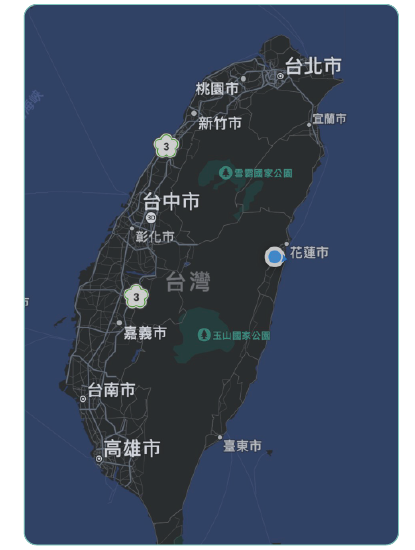 台北市
桃園市
宜蘭市
新竹市
3
雪霸國家公園
台中市
63
彰化市
花蓮市
台灣
3
嘉義市
玉山國家公園
台南市
高雄市
臺東市